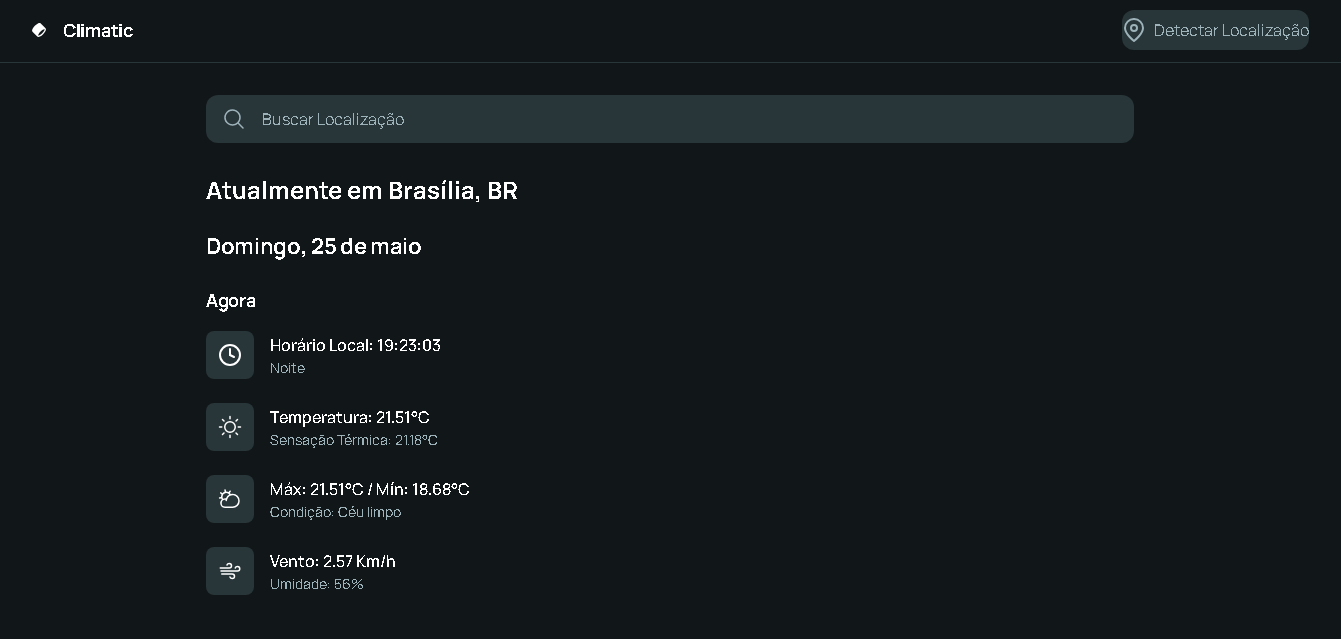 Climatic
Detectar Localização
Buscar Localização
Atualmente em Brasília, BR
Domingo, 25 de maio
Agora
Horário Local: 19:23:03
Noite
Temperatura: 21.51°C
Sensação Térmica: 21.18°C
Máx: 21.51°C / Mín: 18.68°C
Condição: Céu limpo
Vento: 2.57 Km/h
Umidade: 56%